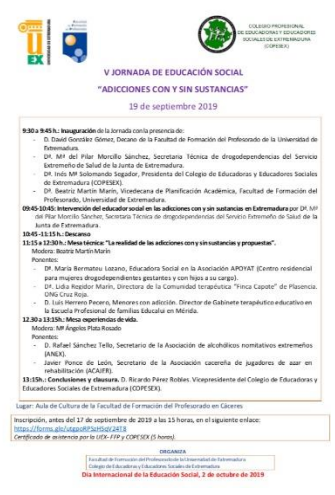 UEX
COLEGIO PROFESIONAL
DE EDUCADORAS Y EDUCADORES
SOCIALES DE EXTREMADURA
(COPESEX)
V JORNADA DE EDUCACIÓN SOCIAL
"ADICCIONES CON Y SIN SUSTANCIAS"
19 de septiembre 2019
9:30 a 9:45 h.: Inauguración de la Jornada con la presencia de:
- D. David González Gómez, Decano de la Facultad de Formación del Profesorado de la Universidad de
Extremadura.
- Dª. Mª del Pilar Morcillo Sánchez, Secretaria Técnica de drogodependencias del Servicio
Extremeño de Salud de la Junta de Extremadura.
- Dª. Inés Mª Solomando Segador, Presidenta del Colegio de Educadoras y Educadores Sociales
de Extremadura (COPESEX).
- Dª. Beatriz Martín Marín, Vicedecana de Planificación Académica, Facultad de Formación del
Profesorado, Universidad de Extremadura.
09:45-10:45: Intervención del educador social en las adicciones con y sin sustancias en Extremadura por Dª. Mª
del Pilar Morcillo Sánchez, Secretaria Técnica de drogodependencias del Servicio Extremeño de Salud de la
Junta de Extremadura.
10:45 -11:15 h.: Descanso
11:15 a 12:30 h.: Mesa técnica: "La realidad de las adicciones con y sin sustancias y propuestas".
Modera: Beatriz Martín Marín
Ponentes:
- Dª. María Bermateu Lozano, Educadora Social en la Asociación APOYAT (Centro residencial
para mujeres drogodependientes gestantes y con hijos a su cargo).
- Dª. Lidia Regidor Marín, Directora de la Comunidad terapéutica "Finca Capote" de Plasencia,
ONG Cruz Roja.
- D. Luis Herrero Pecero, Menores con adicción. Director de Gabinete terapéutico educativo en
la Escuela Profesional de familias Educalui en Mérida.
12.30 a 13:15h.: Mesa experiencias de vida.
Modera: Mª Ángeles Plata Rosado
Ponentes:
- D. Rafael Sánchez Tello, Secretario de la Asociación de alcohólicos nomitativos extremeños
(ANEX).
- Javier Ponce de León, Secretario de la Asociación cacereña de jugadores de azar en
rehabilitación (ACAJER).
13:15h.: Conclusiones y clausura. D. Ricardo Pérez Robles. Vicepresidente del Colegio de Educadoras y
Educadores Sociales de Extremadura (COPESEX).
Lugar: Aula de Cultura de la Facultad de Formación del Profesorado en Cáceres
Inscripción, antes del 17 de septiembre de 2019 a las 15 horas, en el siguiente enlace:
Certificado de asistencia por la UEX- FFP y COPESEX (5 horas).
ORGANIZA
Facultad de Formación del Profesorado de la Universidad de Extremadura
Colegio de Educadoras y Educadores Sociales de Extremadura
Día Internacional de la Educación Social, 2 de octubre de 2019